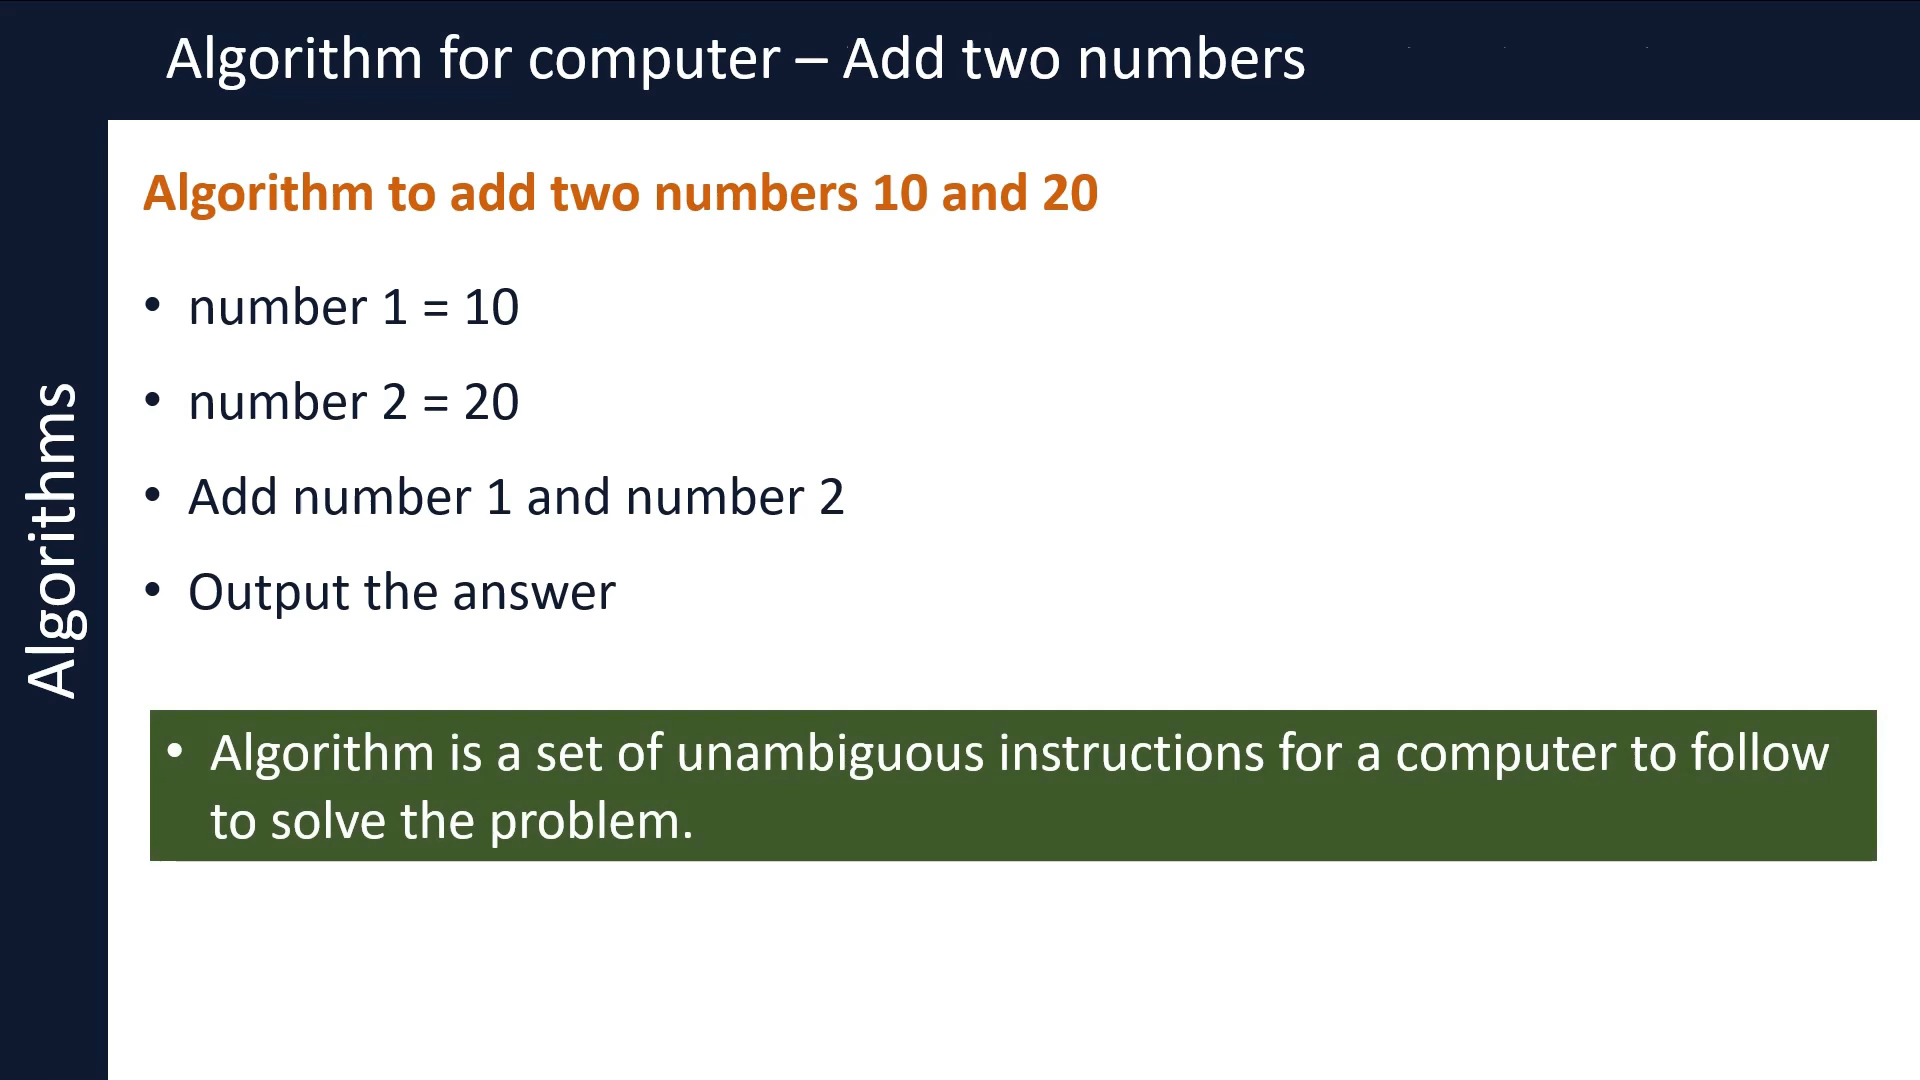 Algorithm for computer – Add two numbers
Algorithms
Algorithm to add two numbers 10 and 20
• number 1 = 10
• number 2 = 20
• Add number 1 and number 2
• Output the answer
• Algorithm is a set of unambiguous instructions for a computer to follow
to solve the problem.